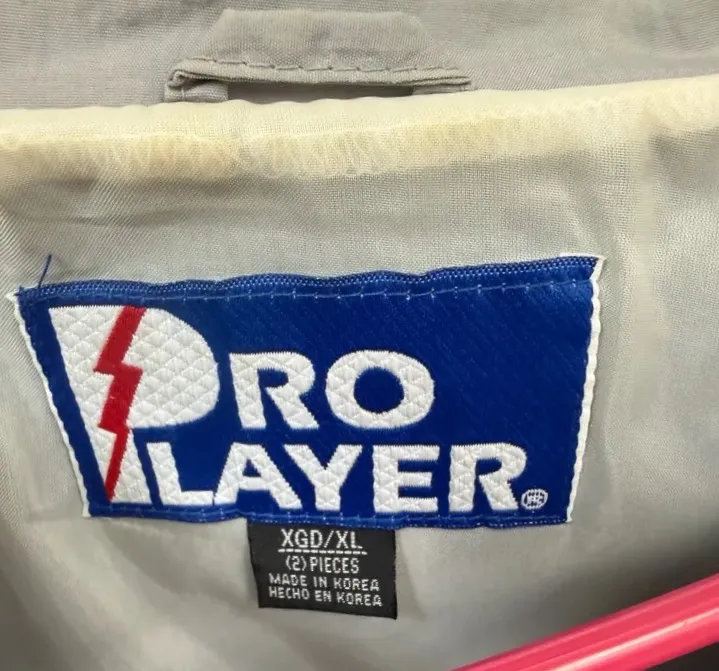 PRO
PLAYER®
XGD/XL
(2) PIECES
MADE IN KOREA
HECHO EN KOREA